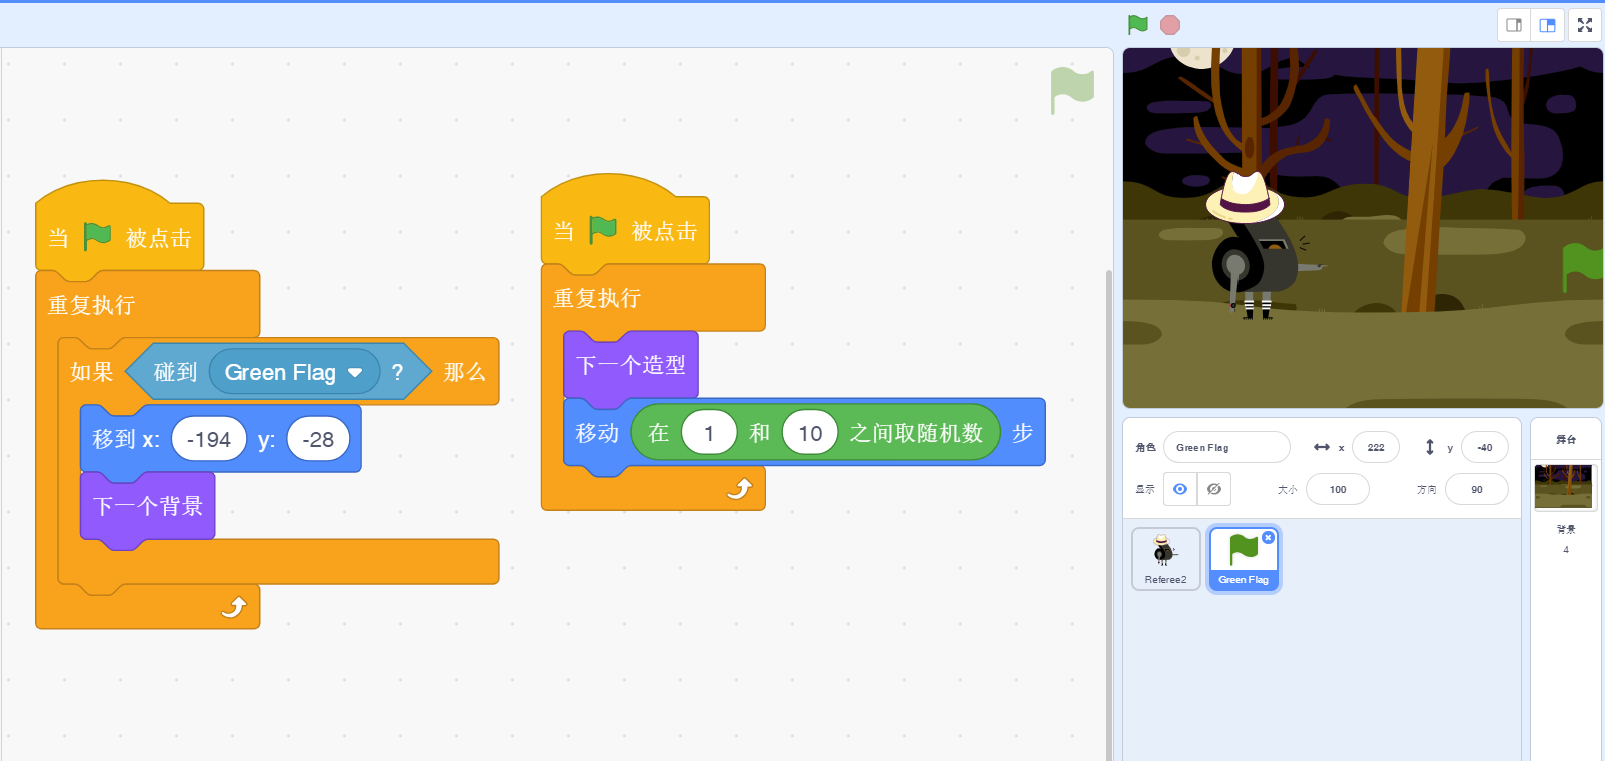 当 被点击
重复执行
如果 碰到 Green Flag ? 那么
移到 x: -194 y: -28
下一个背景
当 被点击
重复执行
下一个造型
移动 在 1 和 10 之间取随机数 步
角色 Green Flag x 222 y -40
显示 大小 100 方向 90
Referee2
Green Flag
舞台
背景
4